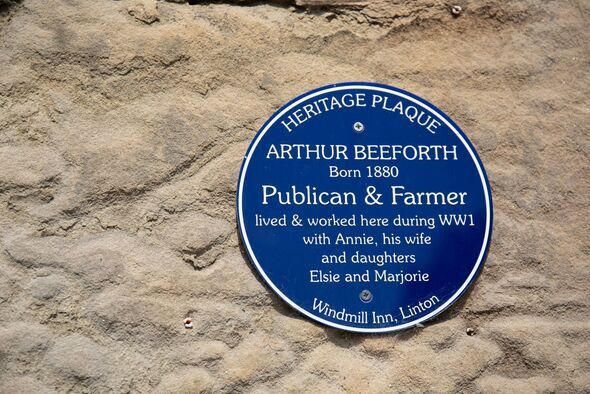 HERITAGE PLAQUE
ARTHUR BEEFORTH
Born 1880
Publican & Farmer
lived & worked here during WW1
with Annie, his wife
and daughters
Elsie and Marjorie
Windmill Inn, Linton